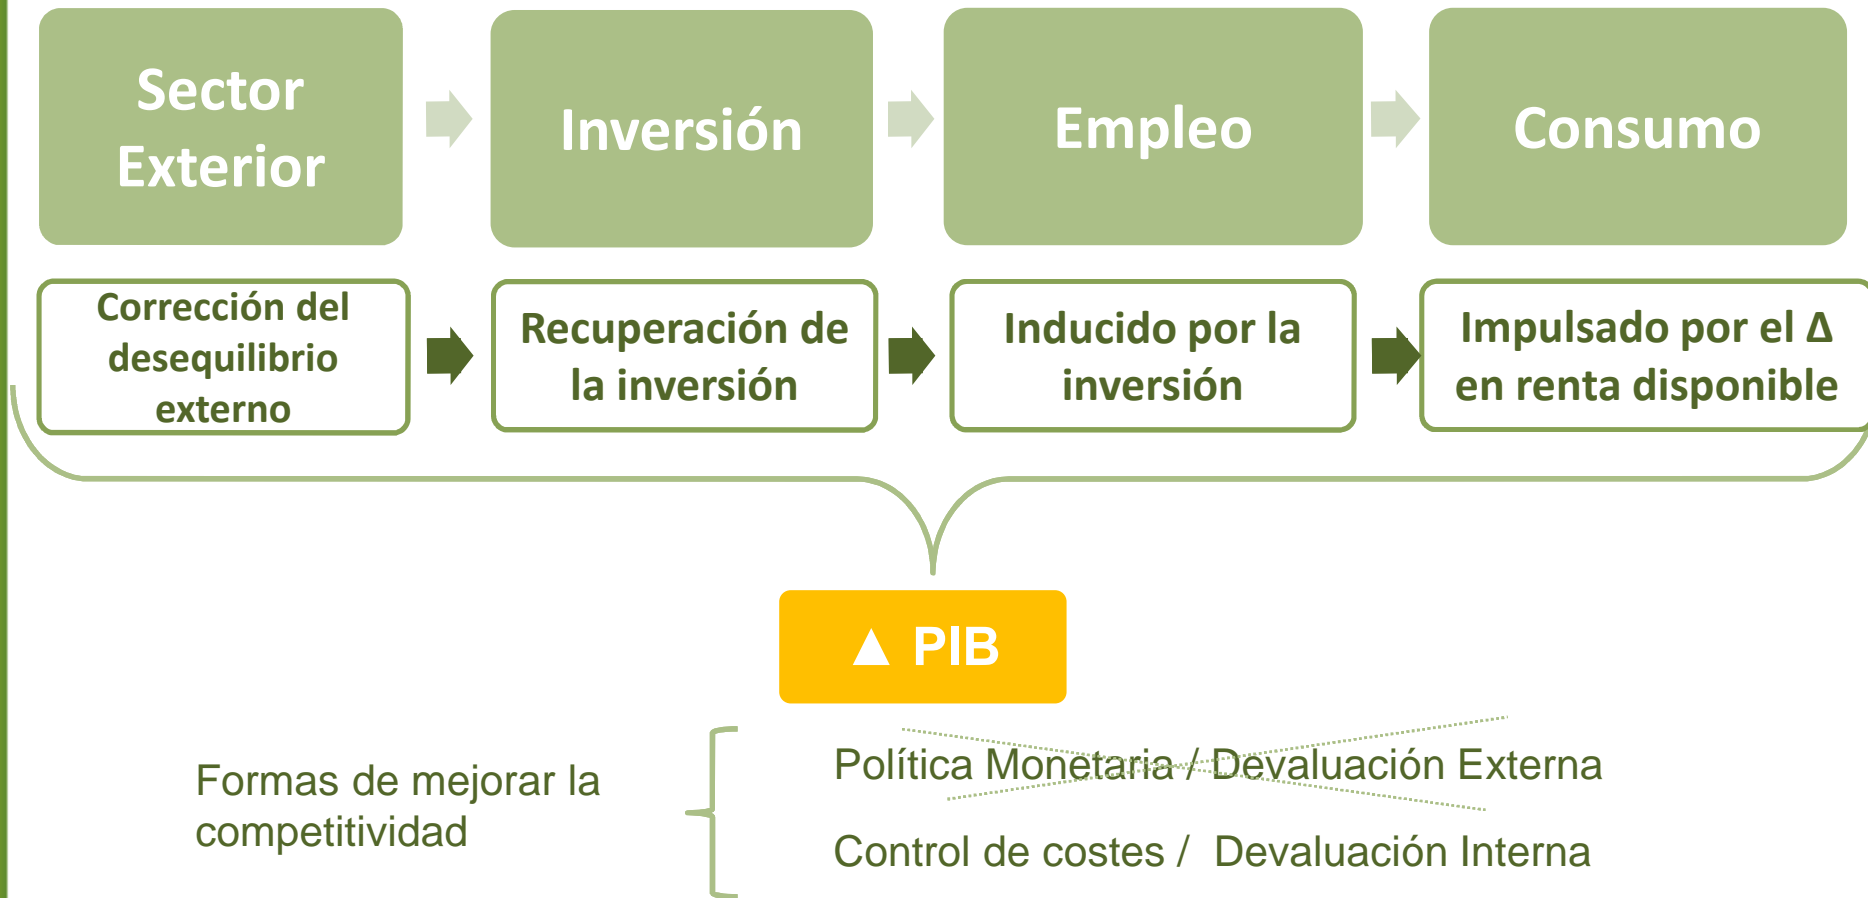 Sector
Exterior
Inversión
Empleo
Consumo
Corrección del
desequilibrio
externo
Recuperación de
la inversión
Inducido por la
inversión
Impulsado por el Δ
en renta disponible
▲ PIB
Formas de mejorar la
competitividad
Política Monetaria / Devaluación Externa
Control de costes / Devaluación Interna